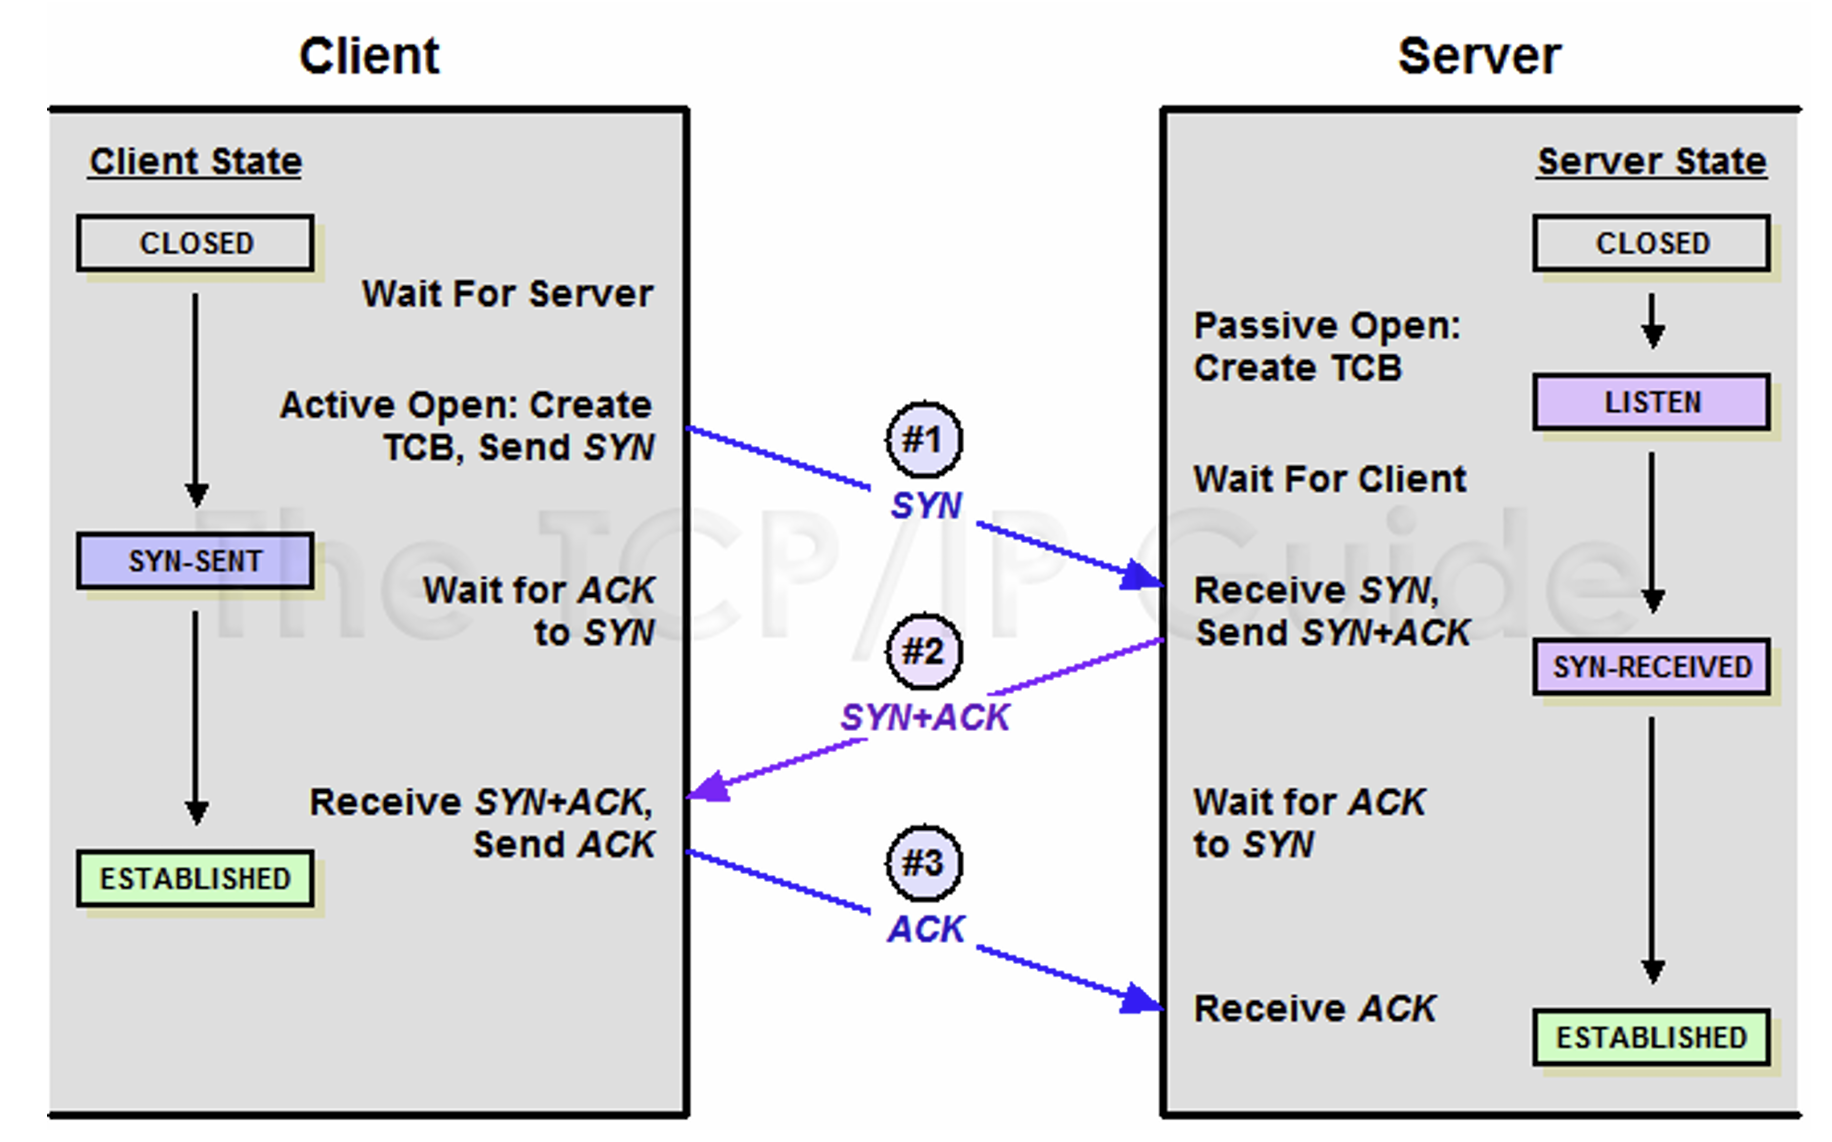 Client
Server
Client State
CLOSED
Wait For Server
Active Open: Create
TCB, Send SYN
SYN-SENT
Wait for ACK
to SYN
Receive SYN+ACK,
Send ACK
ESTABLISHED
#1
SYN
#2
SYN+ACK
#3
ACK
Server State
CLOSED
Passive Open:
Create TCB
LISTEN
Wait For Client
Receive SYN,
Send SYN+ACK
SYN-RECEIVED
Wait for ACK
to SYN
Receive ACK
ESTABLISHED
The TCP/IP Guide